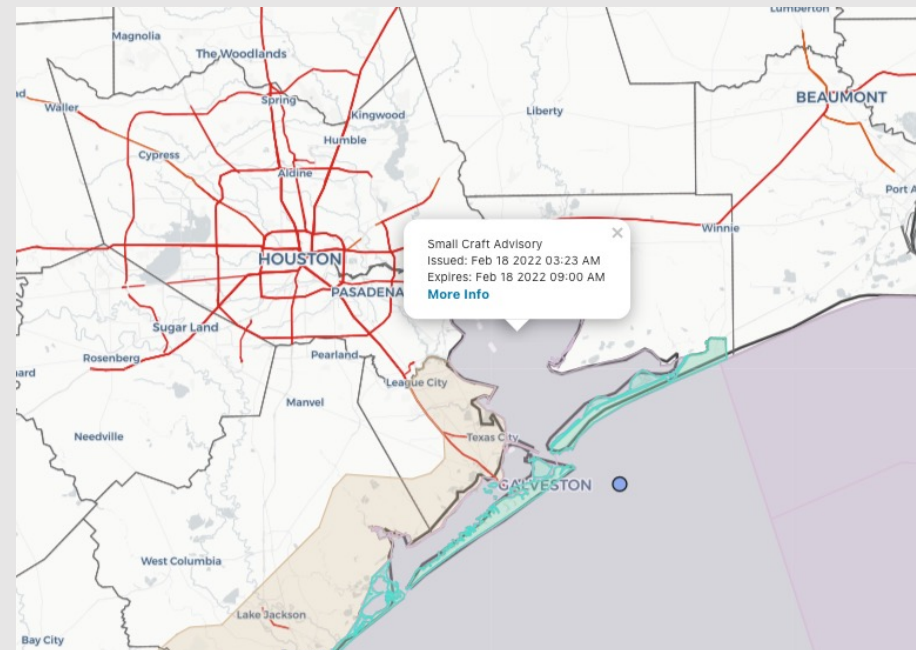 Lumberton
Magnolia
The Woodlands
BEAUMONT
Spring
Waller
Kingwood
Liberty
Humble
Cypress
Aldine
Port A
Winnie
Small Craft Advisory
Issued: Feb 18 2022 03:23 AM
Expires: Feb 18 2022 09:00 AM
More Info
HOUSTON
PASADENA
Sugar Land
Pearland
Rosenberg
League City
Manvel
Needville
Texas City
GALVESTON
West Columbia
Lake Jackson
Bay City